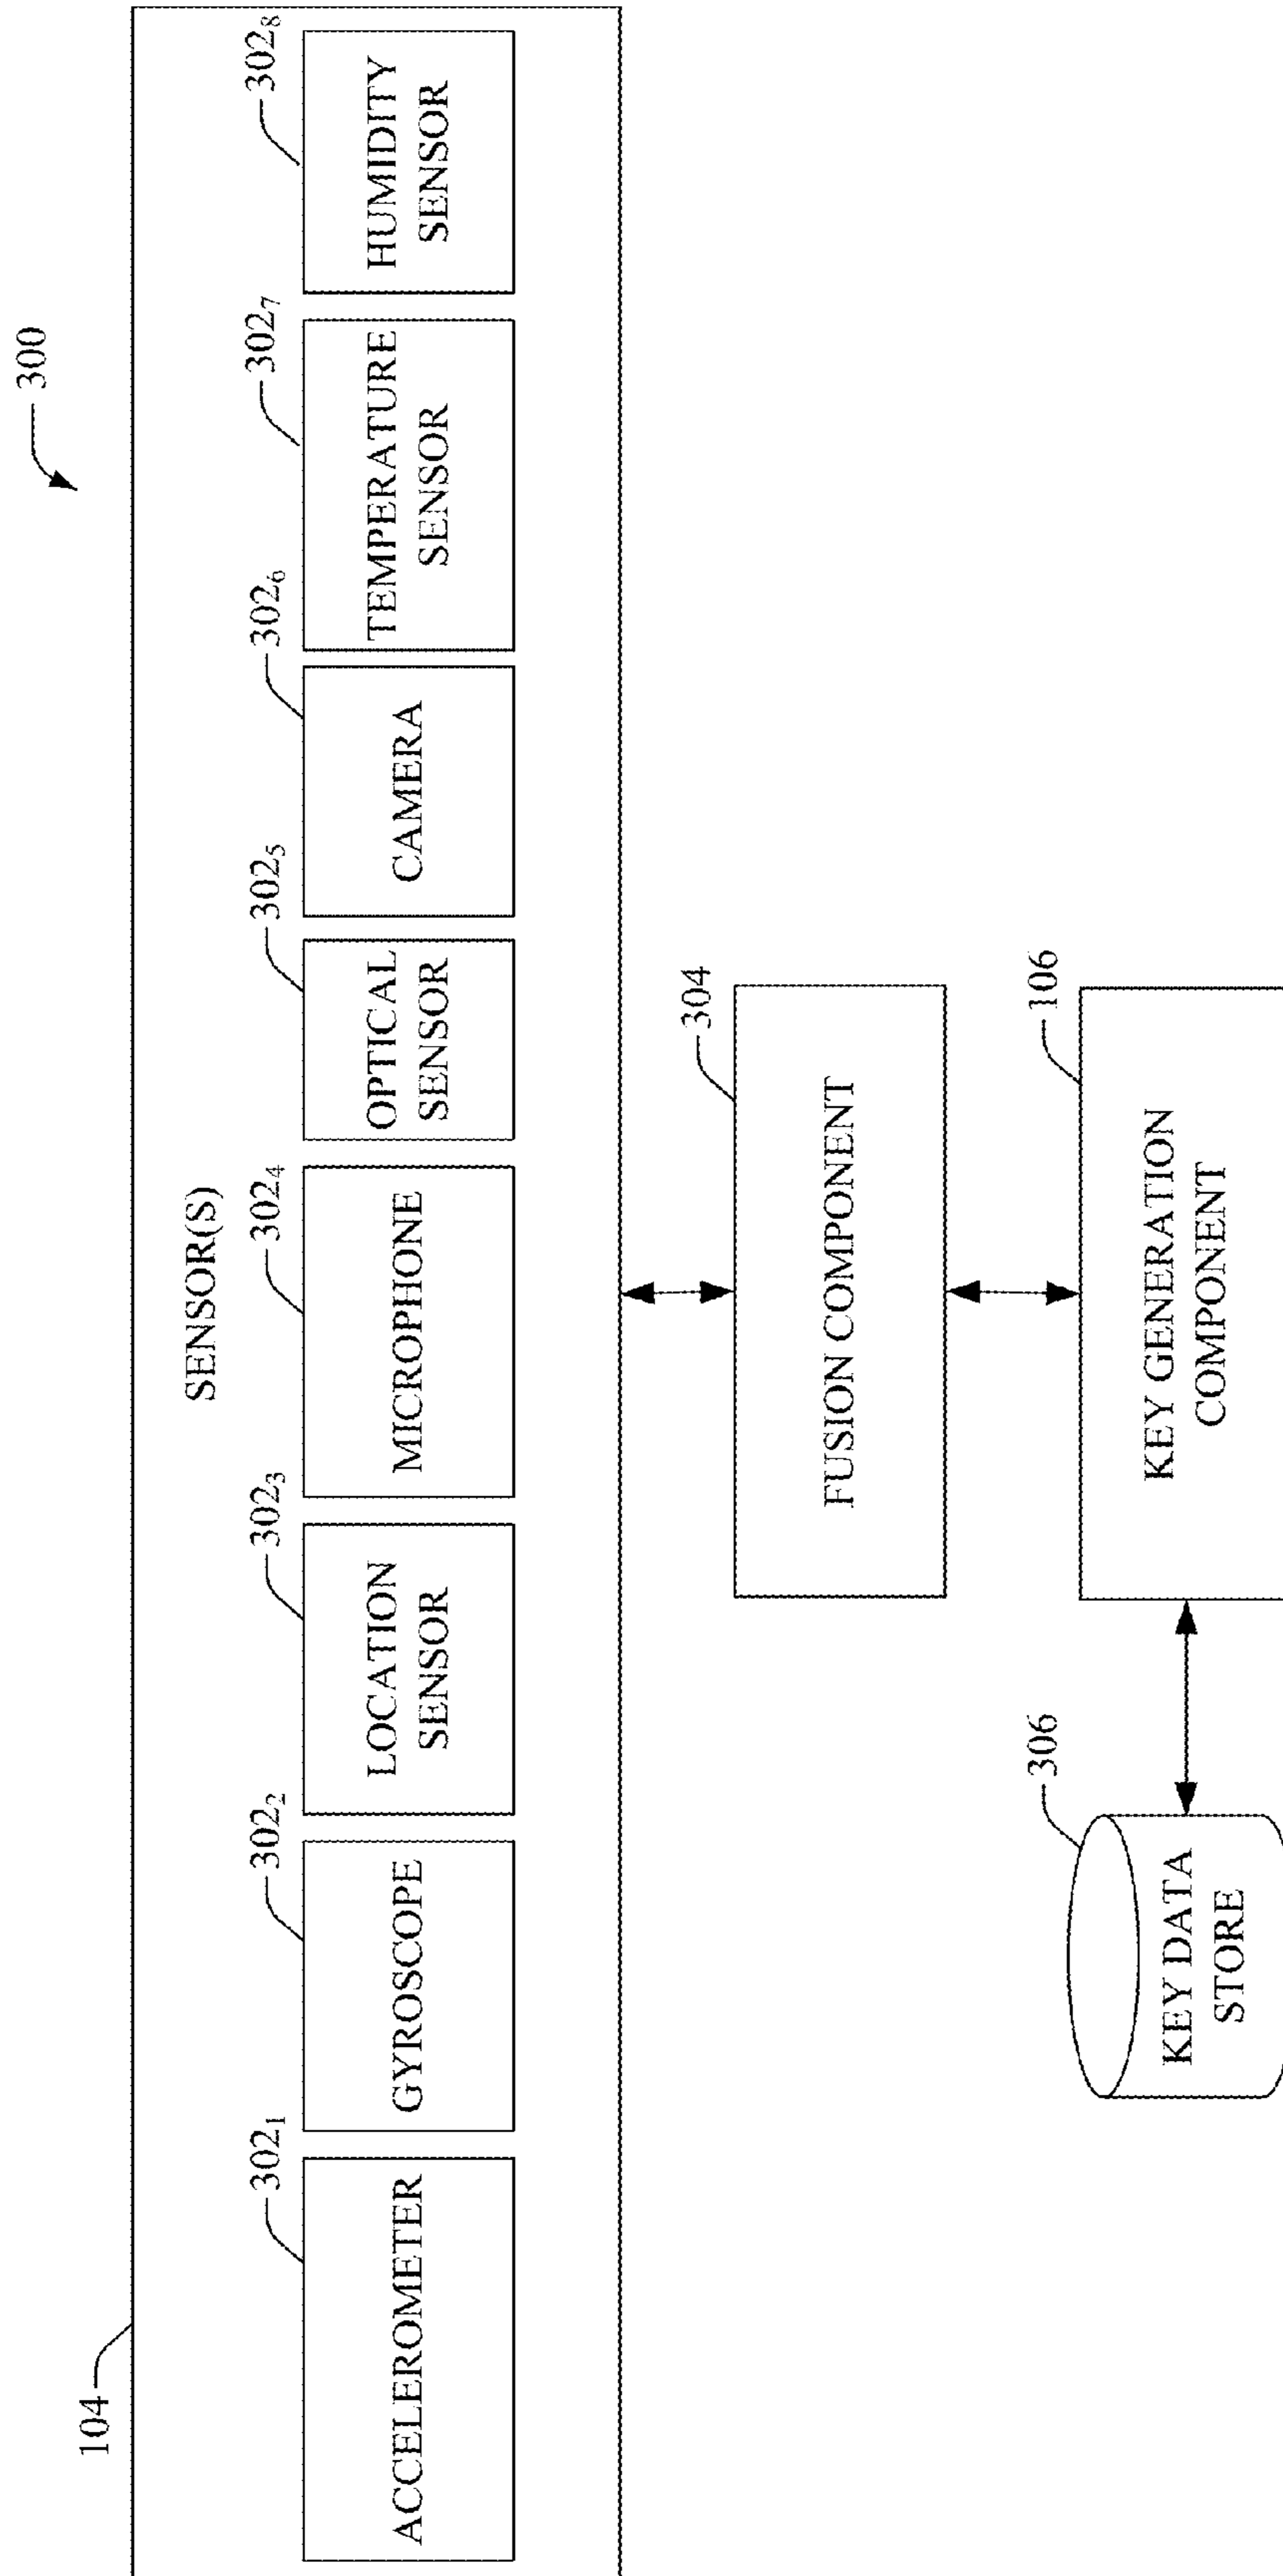 300
104
SENSOR(S)
302₁
302₂
302₃
302₄
302₅
302₆
302₇
302₈
ACCELEROMETER
GYROSCOPE
LOCATION
SENSOR
MICROPHONE
OPTICAL
SENSOR
CAMERA
TEMPERATURE
SENSOR
HUMIDITY
SENSOR
304
FUSION COMPONENT
306
KEY DATA
STORE
106
KEY GENERATION
COMPONENT